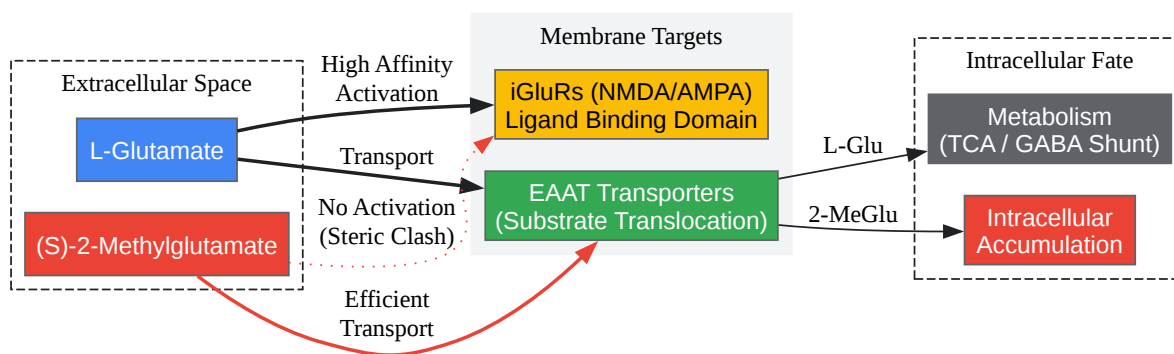 Extracellular Space
L-Glutamate
(S)-2-Methylglutamate
High Affinity
Activation
Transport
No Activation
(Steric Clash)
Efficient
Transport
Membrane Targets
iGluRs (NMDA/AMPA)
Ligand Binding Domain
EAAT Transporters
(Substrate Translocation)
L-Glu
2-MeGlu
Intracellular Fate
Metabolism
(TCA / GABA Shunt)
Intracellular
Accumulation